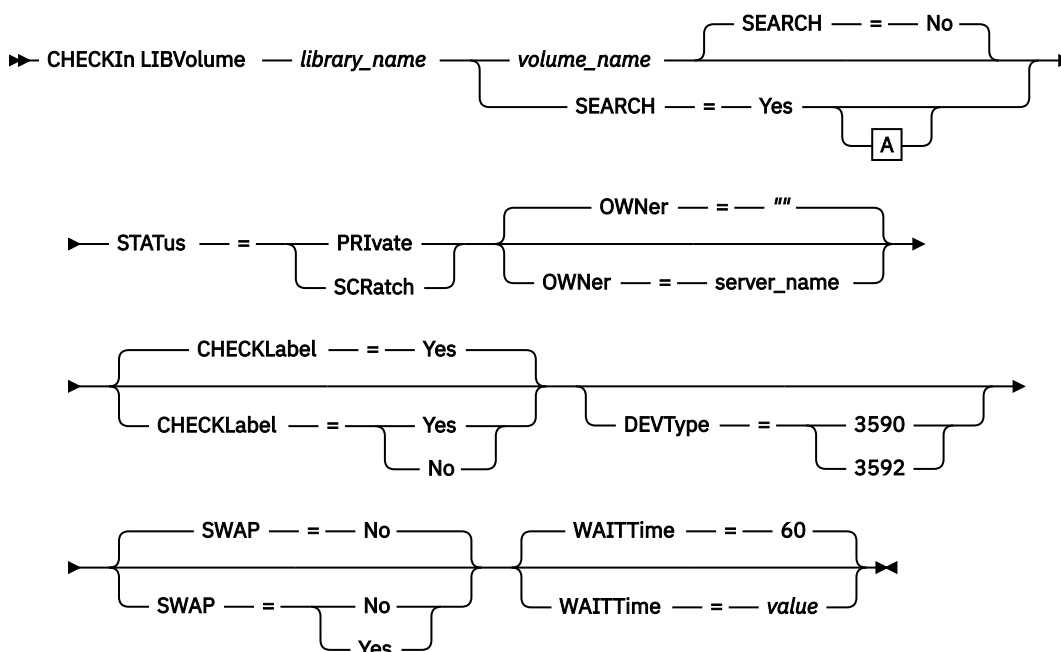 SEARCH = No
CHECKIn LIBVolume library_name volume_name
SEARCH = Yes
A
OWNer = ""
STATus = PRIvate
SCRatch
OWNer = server_name
CHECKLabel = Yes
CHECKLabel = Yes
No
DEVType = 3590
3592
SWAP = No
SWAP = No
Yes
WAITTime = 60
WAITTime = value